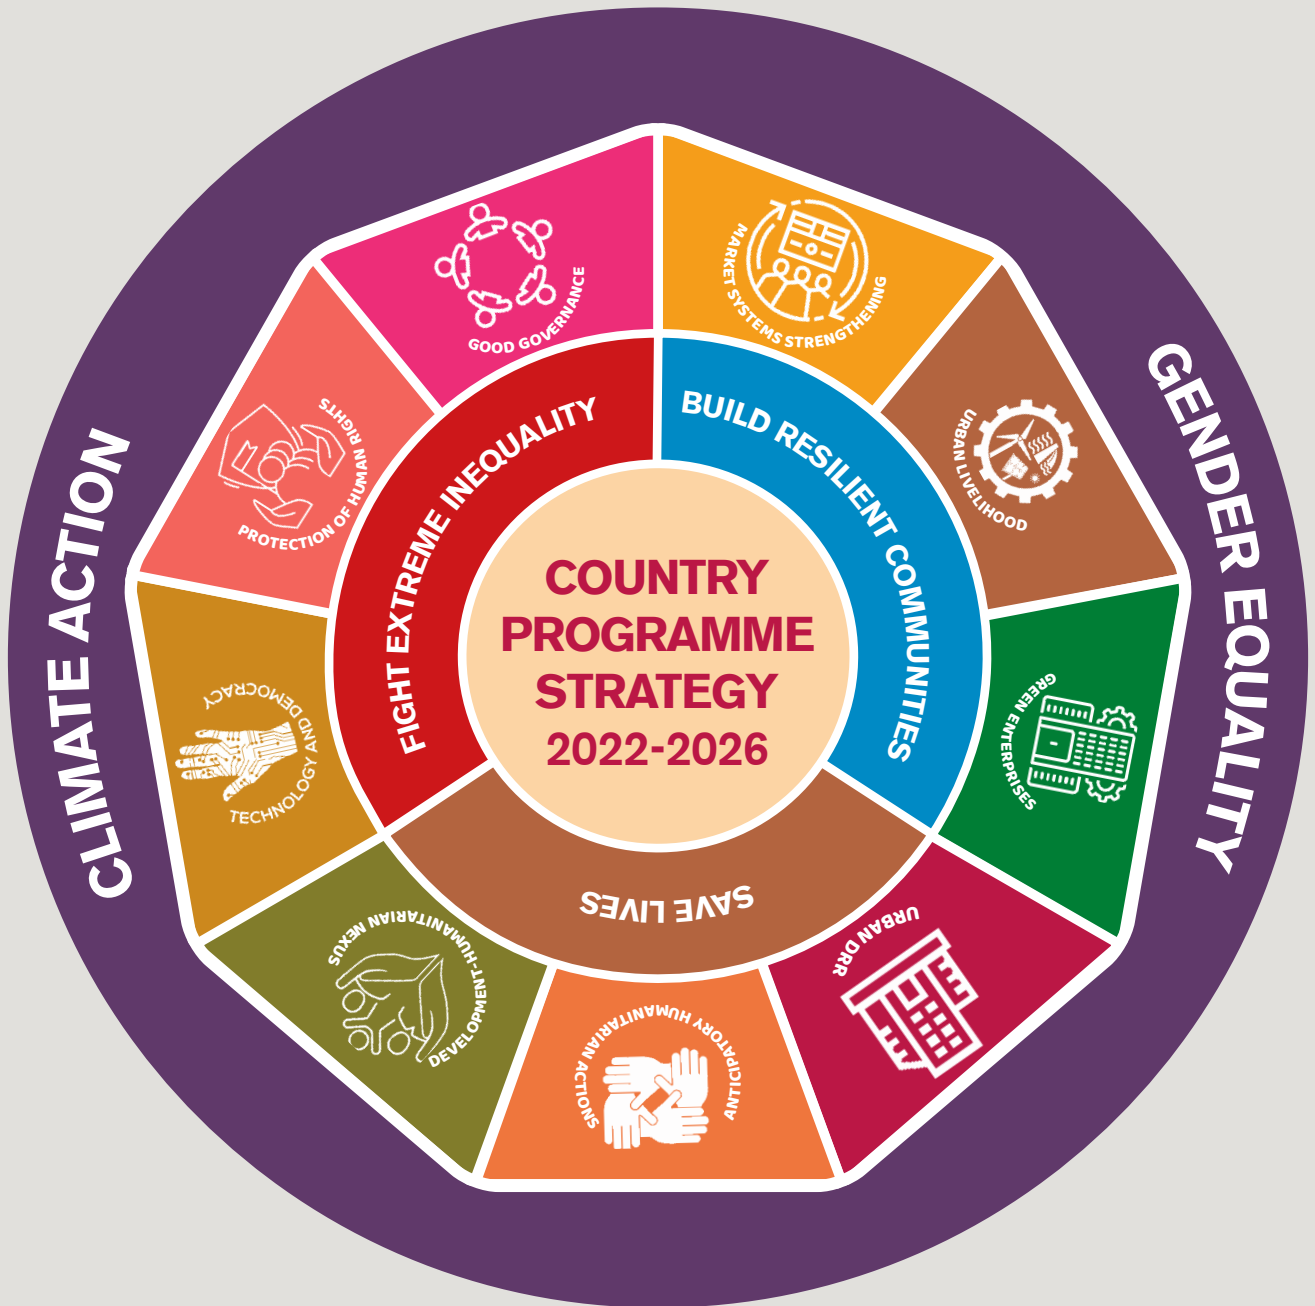 COUNTRY
PROGRAMME
STRATEGY
2022-2026
FIGHT EXTREME INEQUALITY
BUILD RESILIENT COMMUNITIES
SAVE LIVES
GOOD GOVERNANCE
MARKET SYSTEMS STRENGTHENING
URBAN LIVELIHOOD
GREEN ENTERPRISES
URBAN DRR
ANTICIPATORY HUMANITARIAN ACTIONS
DEVELOPMENT-HUMANITARIAN NEXUS
TECHNOLOGY AND DEMOCRACY
PROTECTION OF HUMAN RIGHTS
CLIMATE ACTION
GENDER EQUALITY